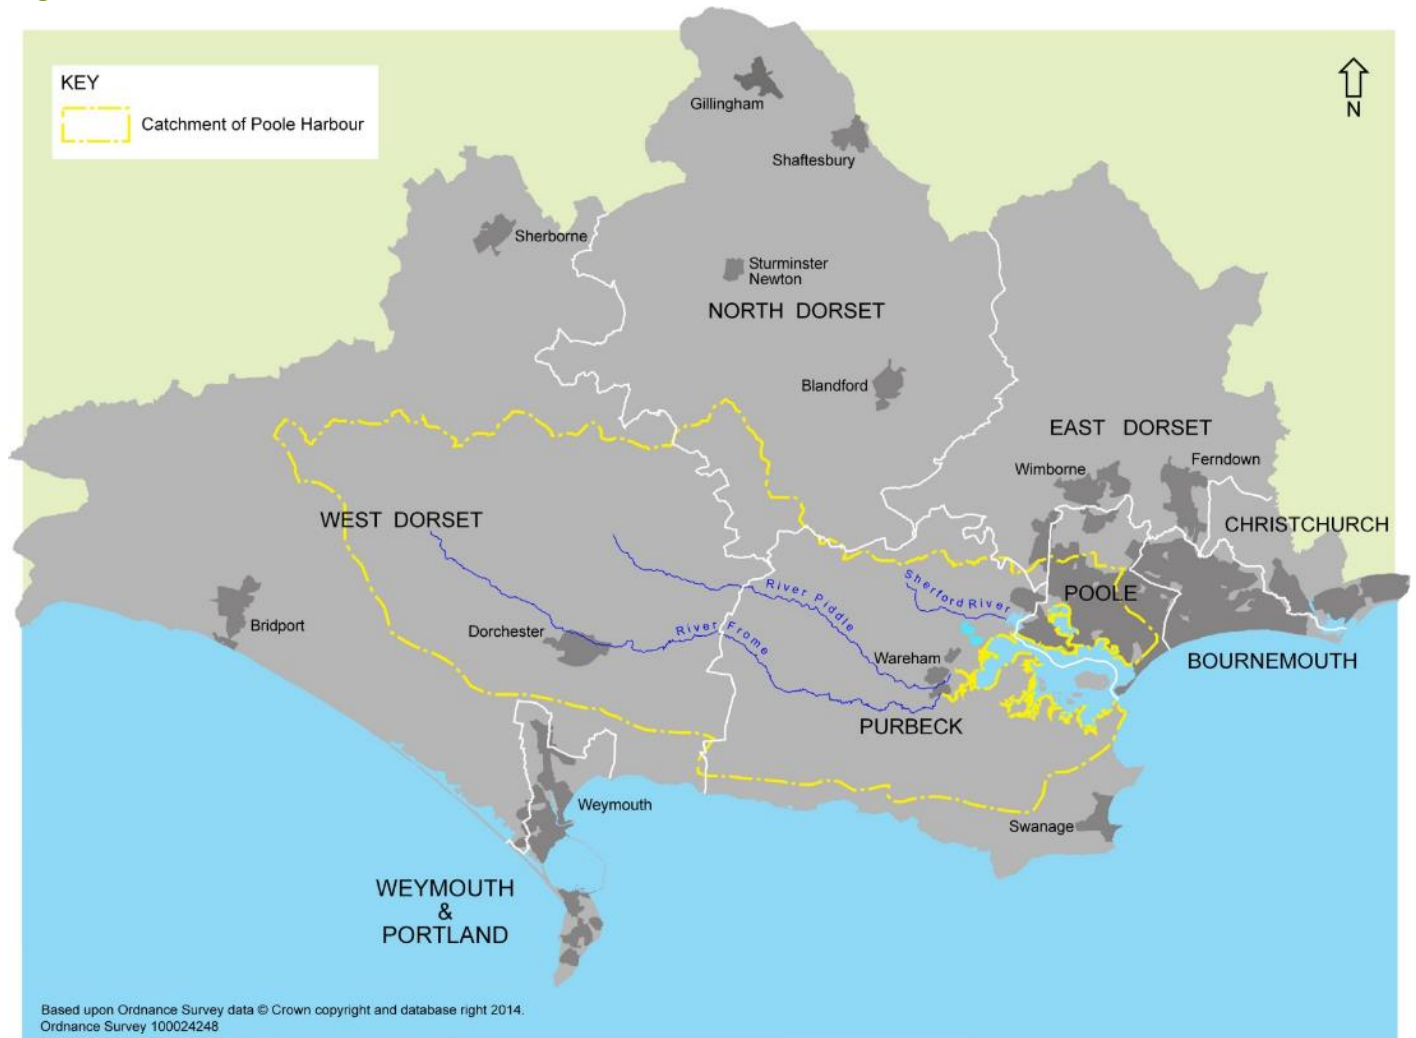 KEY
Catchment of Poole Harbour
N
Gillingham
Shaftesbury
Sherborne
Sturminster
Newton
NORTH DORSET
Blandford
EAST DORSET
Wimborne
Ferndown
CHRISTCHURCH
WEST DORSET
River Piddle
Sherford River
POOLE
Bridport
Dorchester
River Frome
Wareham
BOURNEMOUTH
PURBECK
Weymouth
Swanage
WEYMOUTH
&
PORTLAND
Based upon Ordnance Survey data © Crown copyright and database right 2014.
Ordnance Survey 100024248